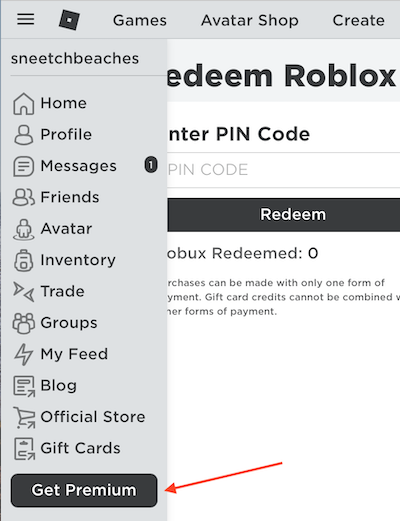 Games Avatar Shop Create
sneetchbeaches
Home
Profile
Messages 1
Friends
Avatar
Inventory
Trade
Groups
My Feed
Blog
Official Store
Gift Cards
Get Premium
edeem Roblox
nter PIN Code
PIN CODE
Redeem
obux Redeemed: 0
rchases can be made with only one form of
yment. Gift card credits cannot be combined w
her forms of payment.